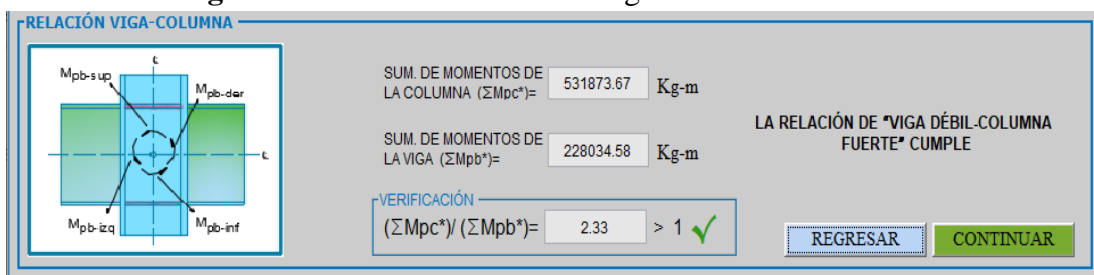 RELACIÓN VIGA-COLUMNA
Mpb-sup
Mpb-der
Mpb-izq
Mpb-inf
SUM. DE MOMENTOS DE
LA COLUMNA (ΣMpc*)= 531873.67 Kg-m
SUM. DE MOMENTOS DE
LA VIGA (ΣMpb*)= 228034.58 Kg-m
VERIFICACIÓN
(ΣMpc*)/ (ΣMpb*)= 2.33 > 1
LA RELACIÓN DE "VIGA DÉBIL-COLUMNA
FUERTE" CUMPLE
REGRESAR CONTINUAR